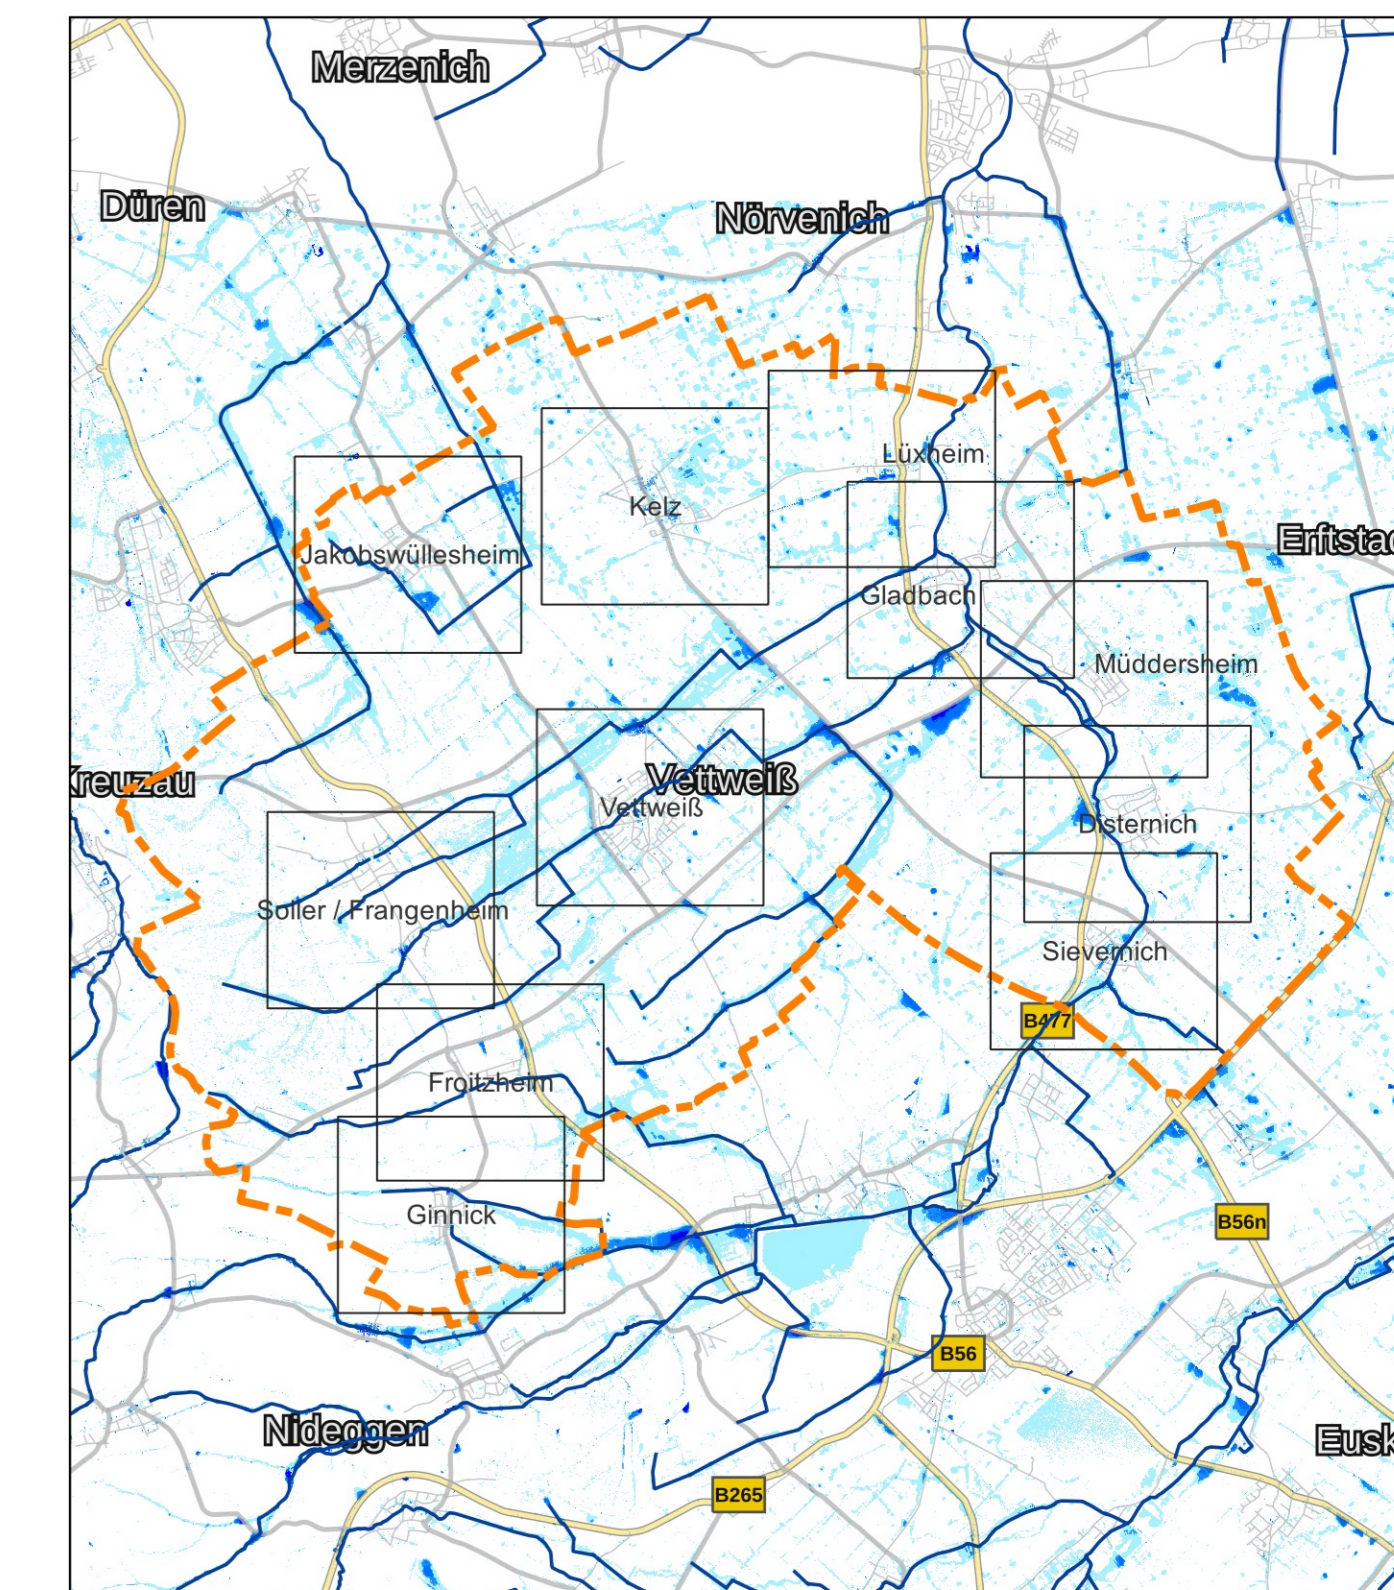 Merzenich
Düren
Nörvenich
Lüxheim
Kelz
Erftstad
Jakobswüllesheim
Gladbach
Müddersheim
Kreuzau
Vettweiß
Vettweiß
Disternich
Soller / Frangenheim
Sievernich
B477
Froitzheim
Ginnick
B56n
B56
Nideggen
Eusk
B265